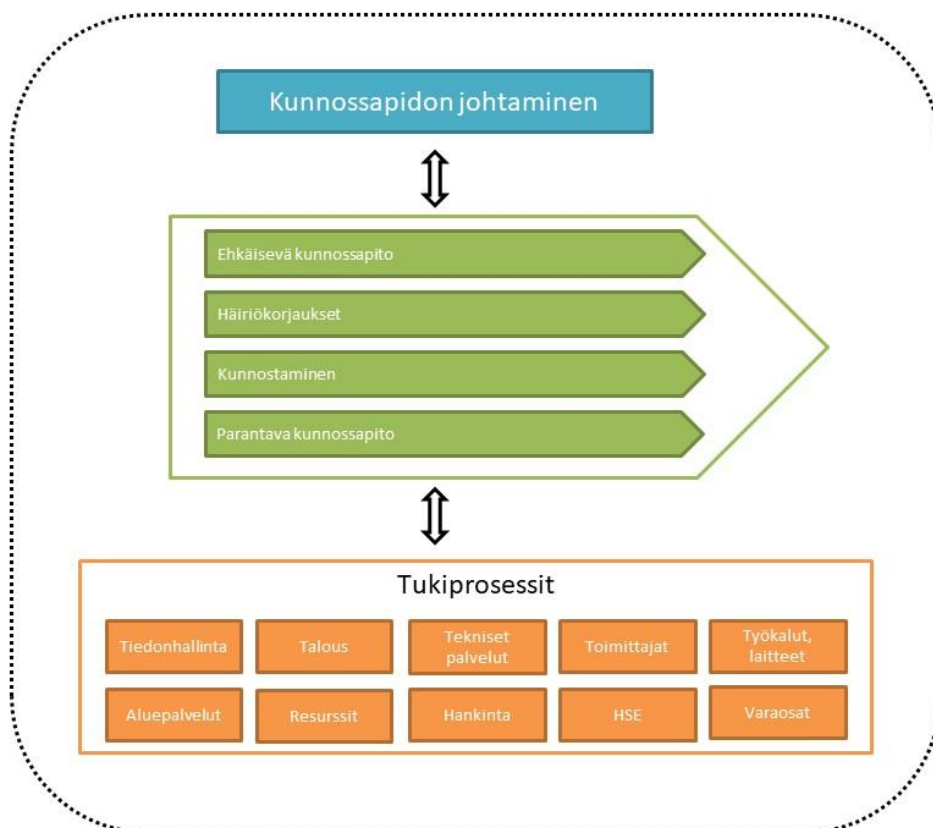 Kunnossapidon johtaminen
Ehkäisevä kunnossapito
Häiriökorjaukset
Kunnostaminen
Parantava kunnossapito
Tukiprosessit
Tiedonhallinta
Talous
Tekniset
palvelut
Toimittajat
Työkalut,
laitteet
Aluepalvelut
Resurssit
Hankinta
HSE
Varaosat